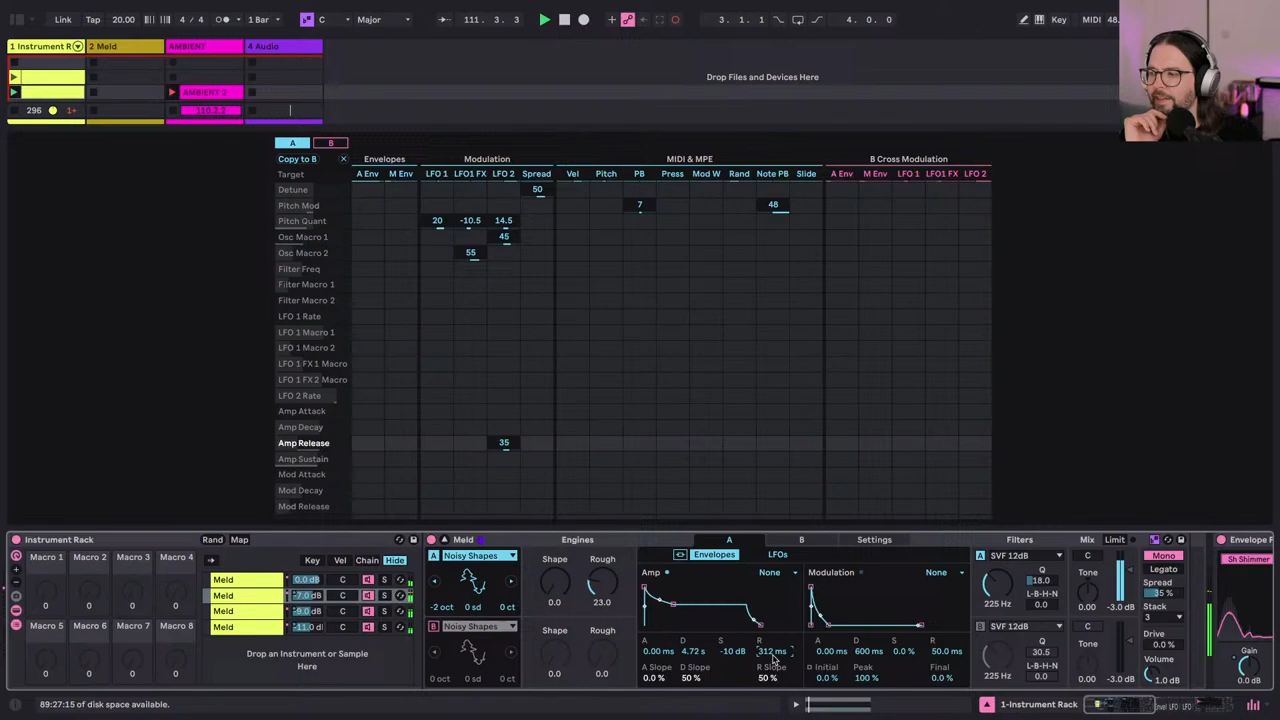 Link Tap 20.00 4 / 4 1 Bar C Major 111. 3. 3 3. 1. 1 4. 0. 0 Key MIDI 48.
1 Instrument R 2 Meld AMBIENT 4 Audio
Drop Files and Devices Here
AMBIENT 2
296 1+ 110.2.2
A B
Copy to B Envelopes Modulation MIDI & MPE B Cross Modulation
Target A Env M Env LFO 1 LFO1 FX LFO 2 Spread Vel Pitch PB Press Mod W Rand Note PB Slide A Env M Env LFO 1 LFO1 FX LFO 2
Detune 50
Pitch Mod 7 48
Pitch Quant 20 -10.5 14.5
Osc Macro 1 45
Osc Macro 2 55
Filter Freq
Filter Macro 1
Filter Macro 2
LFO 1 Rate
LFO 1 Macro 1
LFO 1 Macro 2
LFO 1 FX 1 Macro
LFO 1 FX 2 Macro
LFO 2 Rate
Amp Attack
Amp Decay
Amp Release 35
Amp Sustain
Mod Attack
Mod Decay
Mod Release
Instrument Rack Rand Map Meld Engines A B Settings Filters Mix Limit Envelope F
Macro 1 Macro 2 Macro 3 Macro 4 Key Vel Chain Hide A Noisy Shapes Shape Rough Envelopes LFOs SVF 12dB C Mono Sh Shimmer
Meld 0.0 dB C S Amp None Modulation None Q Tone Legato
Meld -7.0 dB C S -2 oct 0 sd 0 ct 0.0 23.0 225 Hz 18.0 L-B-H-N 0.0 -3.0 dB Spread 35 %
Meld -9.0 dB C S Stack 3
Macro 5 Macro 6 Macro 7 Macro 8 Meld -11.0 d C S B Noisy Shapes SVF 12dB C
Drop an Instrument or Sample Here Shape Rough A D S R A D S R Q Tone Drive 0.0 %
0.00 ms 4.72 s -10 dB 312 ms 0.00 ms 600 ms 0.0 % 50.0 ms 30.5 Volume Gain
A Slope D Slope R Slope Initial Peak Final L-B-H-N
0 oct 0 sd 0 ct 0.0 0.0 0.0 % 50 % 50 % 0.0 % 100 % 0.0 % 225 Hz 0.0 -3.0 dB 1.0 dB 0.0 dB
89:27:15 of disk space available. 1-Instrument Rack